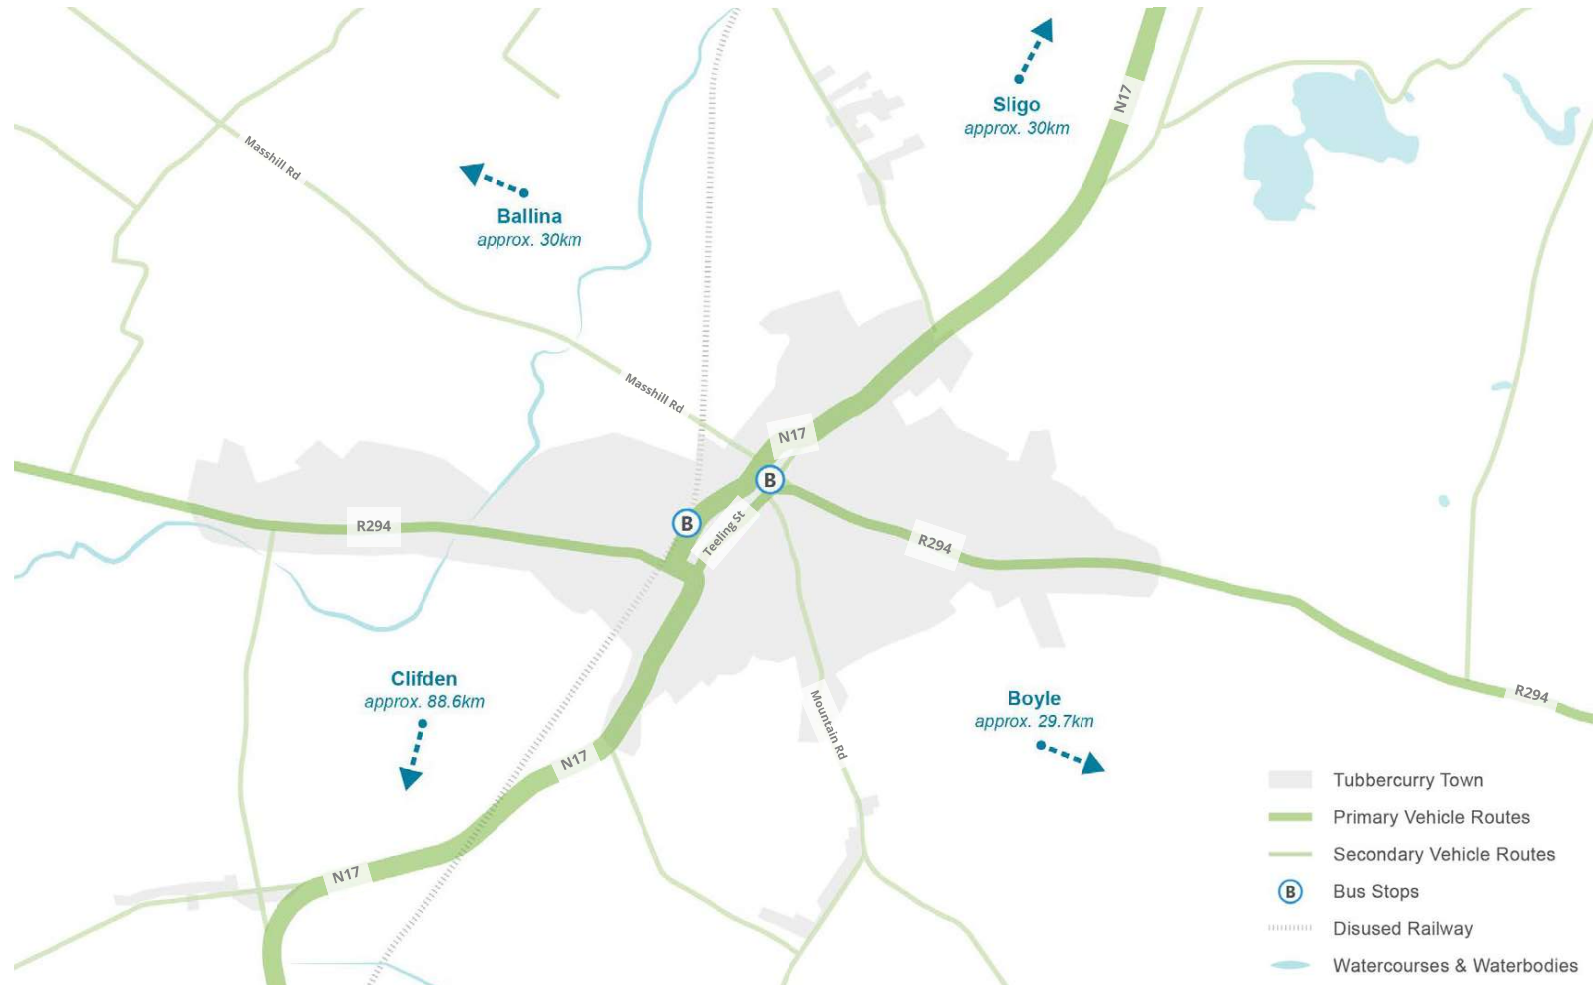 Sligo
approx. 30km
N17
Masshill Rd
Ballina
approx. 30km
Masshill Rd
N17
B
B
Teeling St
R294
R294
Clifden
approx. 88.6km
Boyle
approx. 29.7km
R294
Mountain Rd
N17
N17
Tubbercurry Town
Primary Vehicle Routes
Secondary Vehicle Routes
B
Bus Stops
Disused Railway
Watercourses & Waterbodies